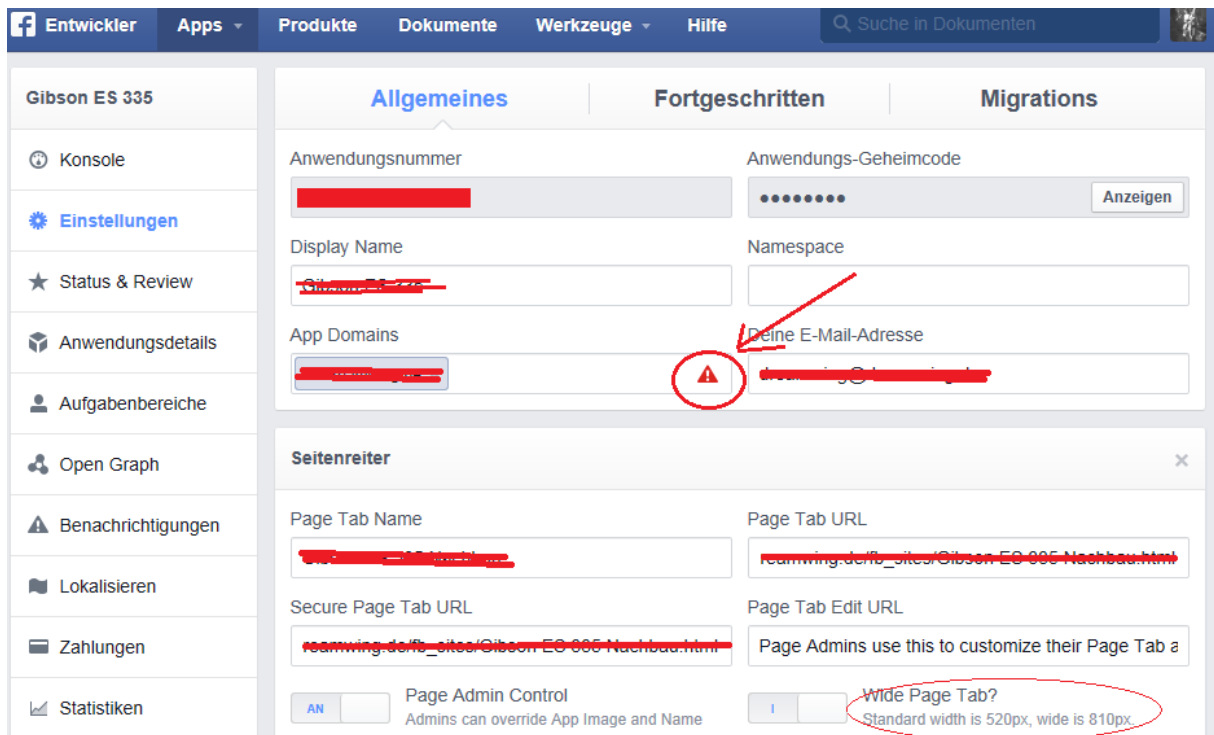 f Entwickler Apps Produkte Dokumente Werkzeuge Hilfe Suche in Dokumenten
Gibson ES 335
Allgemeines Fortgeschritten Migrations
Konsole
Einstellungen
Status & Review
Anwendungsdetails
Aufgabenbereiche
Open Graph
Benachrichtigungen
Lokalisieren
Zahlungen
Statistiken
Anwendungsnummer Anwendungs-Geheimcode
Anzeigen
Display Name Namespace
App Domains Deine E-Mail-Adresse
Seitenreiter
Page Tab Name Page Tab URL
Secure Page Tab URL Page Tab Edit URL
Page Admins use this to customize their Page Tab a
AN Page Admin Control I Wide Page Tab?
Admins can override App Image and Name Standard width is 520px, wide is 810px.